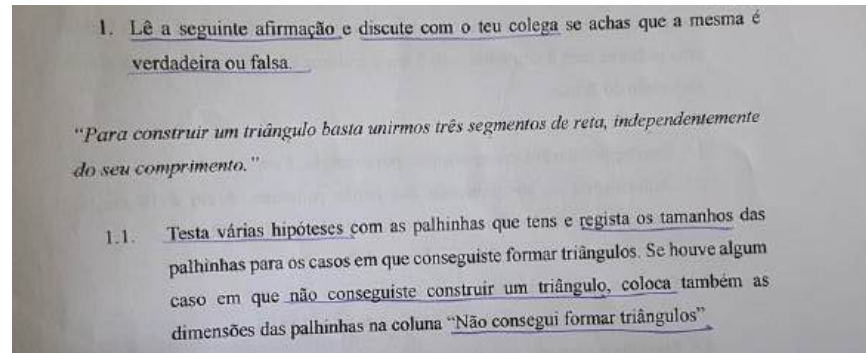 1. Lê a seguinte afirmação e discute com o teu colega se achas que a mesma é
verdadeira ou falsa.
“Para construir um triângulo basta unirmos três segmentos de reta, independentemente
do seu comprimento.”
1.1. Testa várias hipóteses com as palhinhas que tens e regista os tamanhos das
palhinhas para os casos em que conseguiste formar triângulos. Se houve algum
caso em que não conseguiste construir um triângulo, coloca também as
dimensões das palhinhas na coluna “Não consegui formar triângulos”